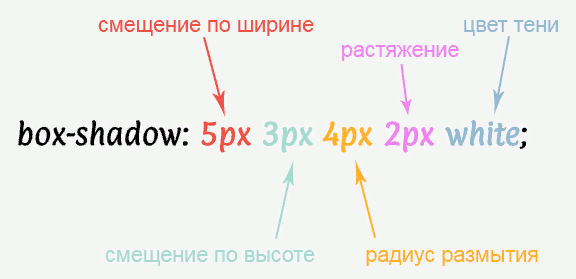 смещение по ширине
цвет тени
растяжение
box-shadow: 5px 3px 4px 2px white;
смещение по высоте
радиус размытия